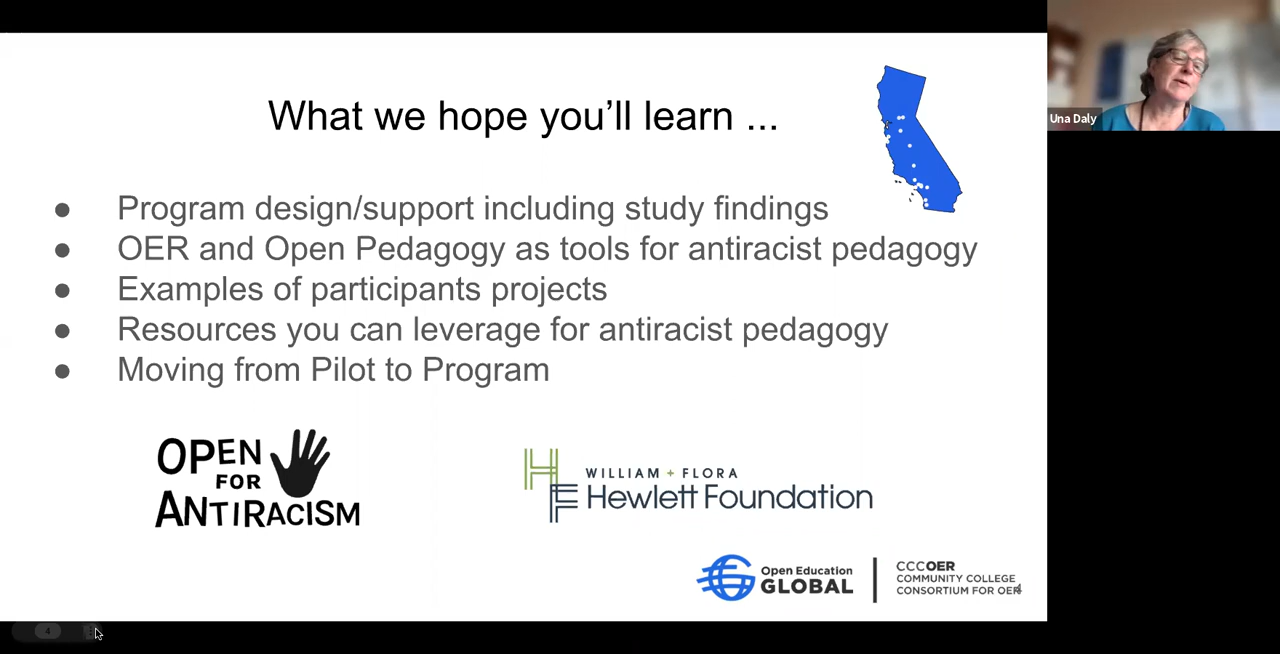 What we hope you'll learn ...
Una Daly
● Program design/support including study findings
● OER and Open Pedagogy as tools for antiracist pedagogy
● Examples of participants projects
● Resources you can leverage for antiracist pedagogy
● Moving from Pilot to Program
OPEN
FOR
ANTIRACISM
WILLIAM + FLORA
Hewlett Foundation
Open Education
GLOBAL
CCCOER
COMMUNITY COLLEGE
CONSORTIUM FOR OER
4
4